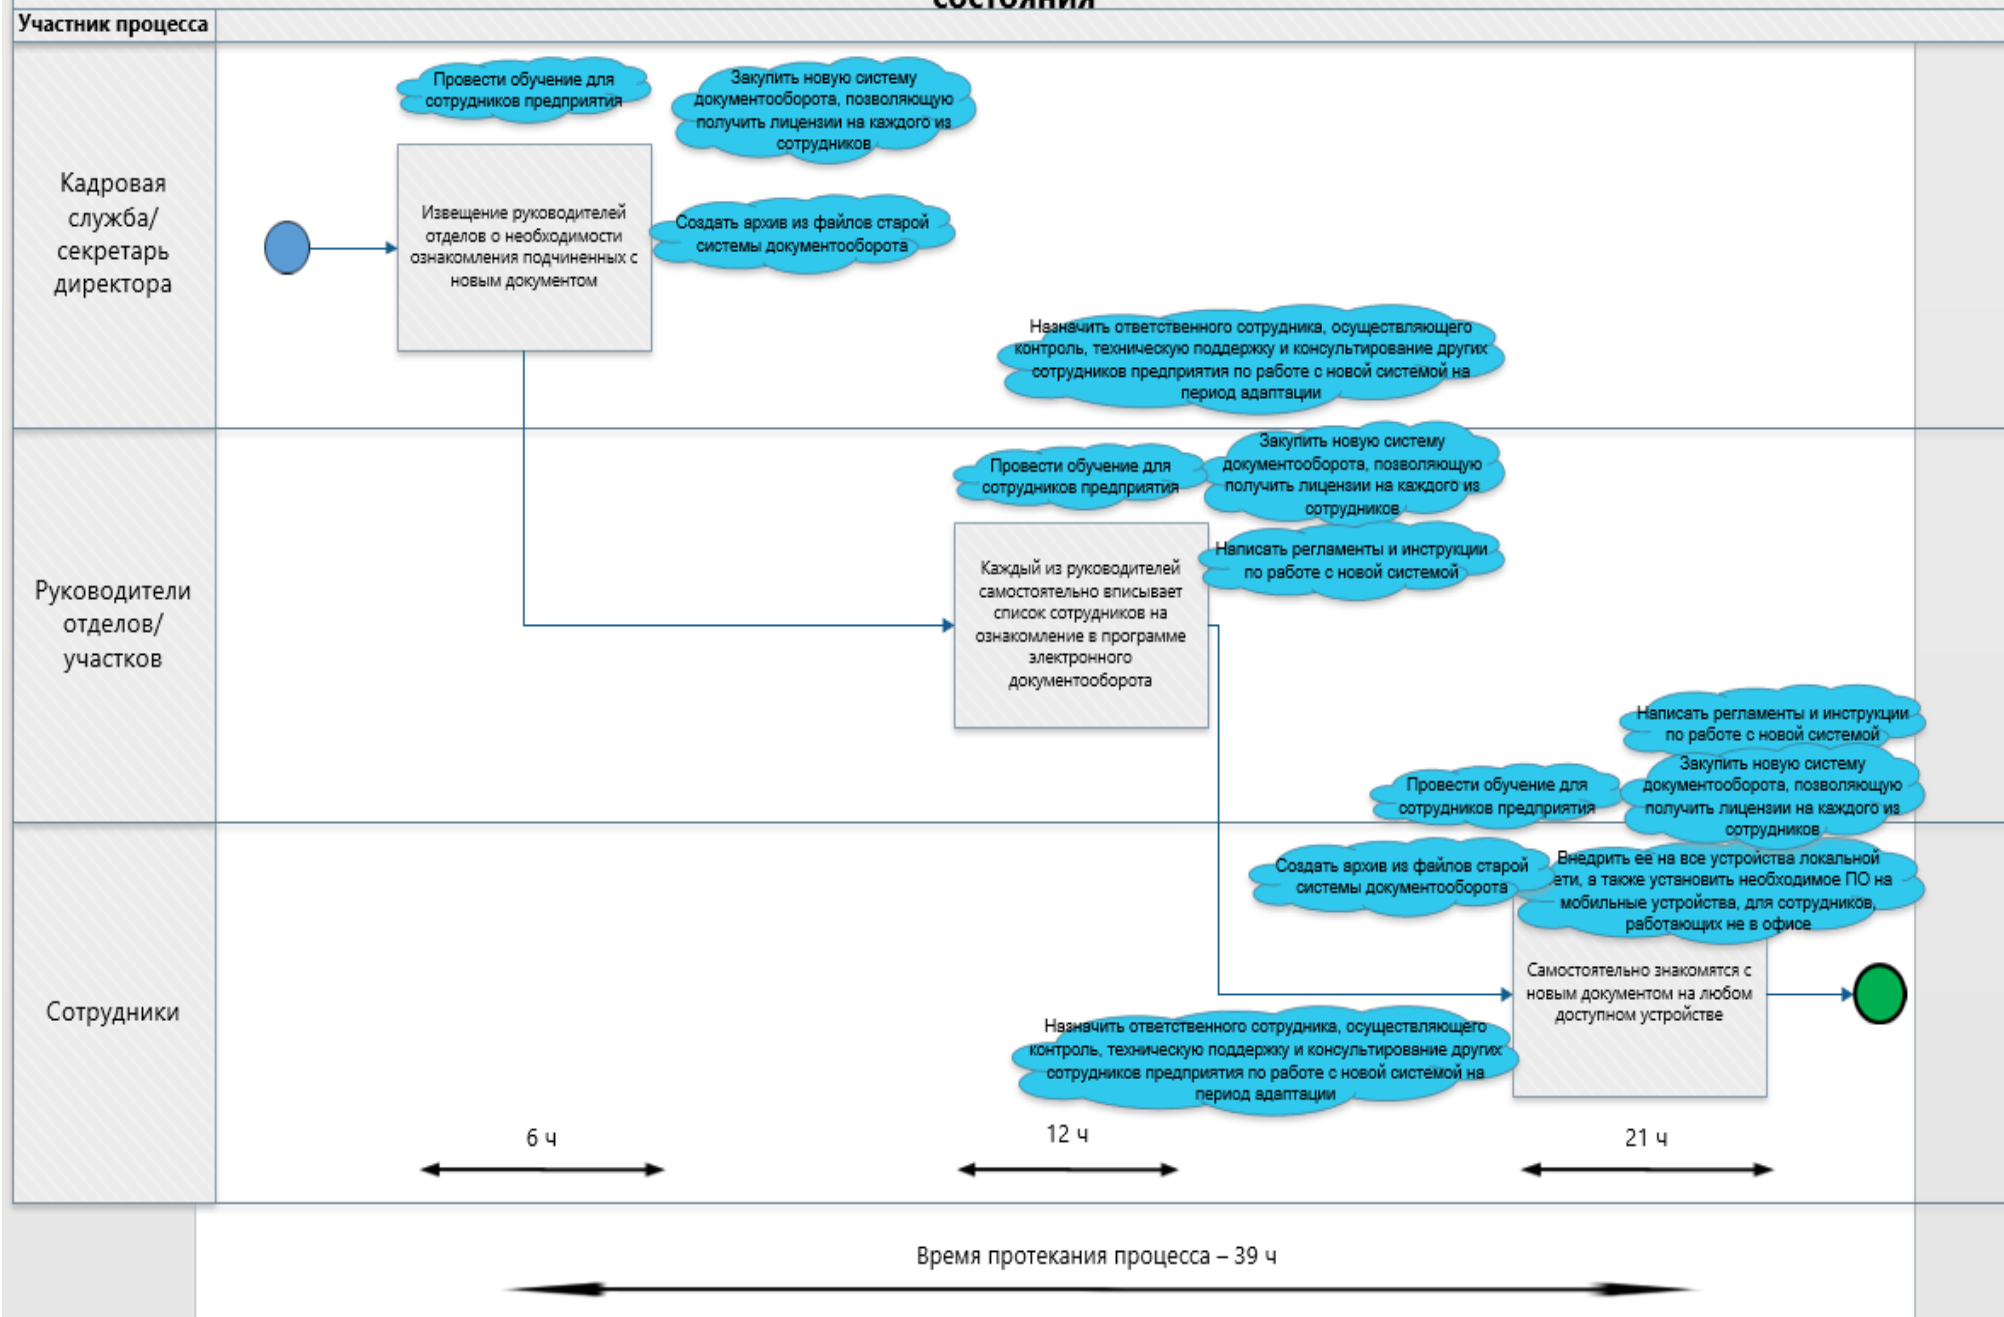 состояния
Участник процесса
Кадровая
служба/
секретарь
директора
Провести обучение для
сотрудников предприятия
Закупить новую систему
документооборота, позволяющую
получить лицензии на каждого из
сотрудников
Извещение руководителей
отделов о необходимости
ознакомления подчиненных с
новым документом
Создать архив из файлов старой
системы документооборота
Назначить ответственного сотрудника, осуществляющего
контроль, техническую поддержку и консультирование других
сотрудников предприятия по работе с новой системой на
период адаптации
Руководители
отделов/
участков
Провести обучение для
сотрудников предприятия
Закупить новую систему
документооборота, позволяющую
получить лицензии на каждого из
сотрудников
Написать регламенты и инструкции
по работе с новой системой
Каждый из руководителей
самостоятельно вписывает
список сотрудников на
ознакомление в программе
электронного
документооборота
Написать регламенты и инструкции
по работе с новой системой
Провести обучение для
сотрудников предприятия
Закупить новую систему
документооборота, позволяющую
получить лицензии на каждого из
сотрудников
Сотрудники
Создать архив из файлов старой
системы документооборота
Внедрить ее на все устройства локальной
ети, а также установить необходимое ПО на
мобильные устройства, для сотрудников,
работающих не в офисе
Самостоятельно знакомятся с
новым документом на любом
доступном устройстве
Назначить ответственного сотрудника, осуществляющего
контроль, техническую поддержку и консультирование других
сотрудников предприятия по работе с новой системой на
период адаптации
6 ч
12 ч
21 ч
Время протекания процесса – 39 ч